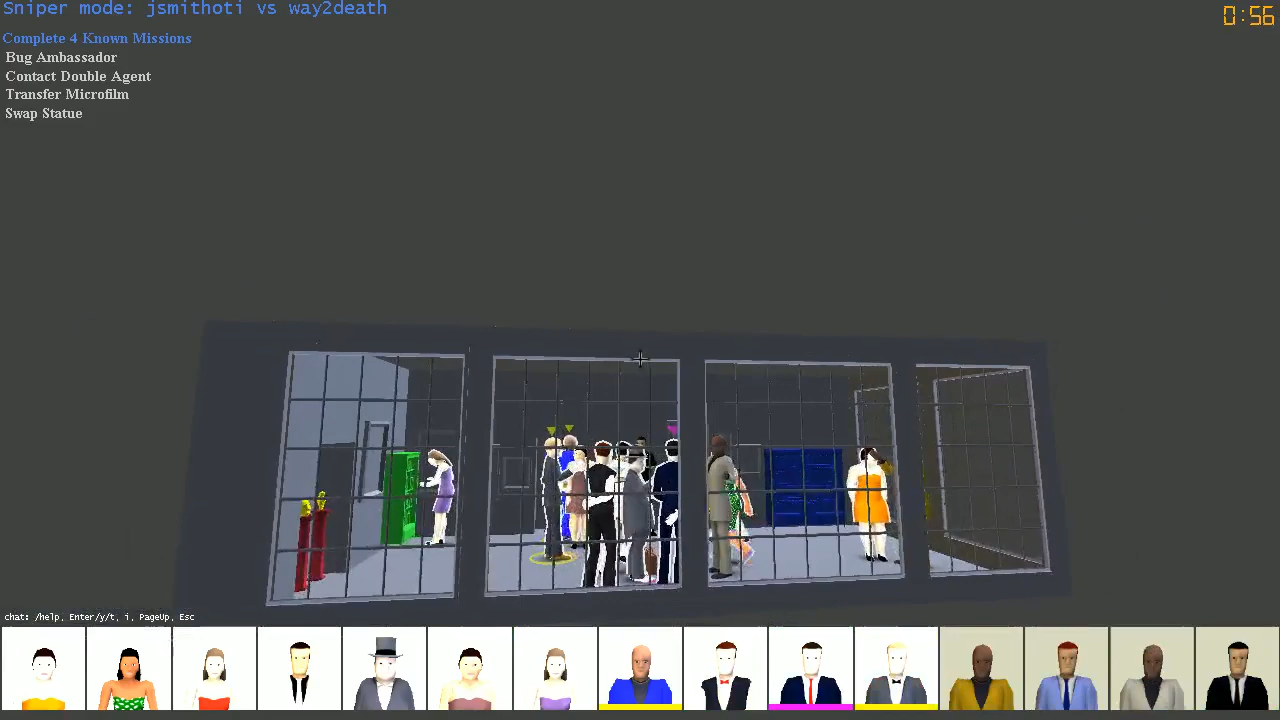 Sniper mode: jsmithoti vs way2death
0:56
Complete 4 Known Missions
Bug Ambassador
Contact Double Agent
Transfer Microfilm
Swap Statue
chat: /help, Enter/y/t, i, PageUp, Esc